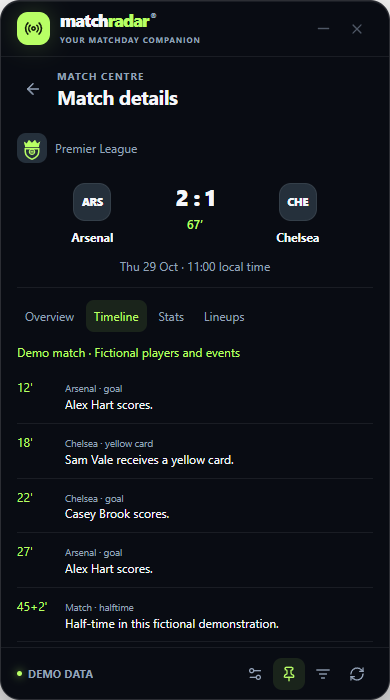 matchradar®
YOUR MATCHDAY COMPANION
MATCH CENTRE
Match details
Premier League
ARS
2:1
CHE
67'
Arsenal
Chelsea
Thu 29 Oct · 11:00 local time
Overview Timeline Stats Lineups
Demo match · Fictional players and events
12'
Arsenal · goal
Alex Hart scores.
18'
Chelsea · yellow card
Sam Vale receives a yellow card.
22'
Chelsea · goal
Casey Brook scores.
27'
Arsenal · goal
Alex Hart scores.
45+2'
Match · halftime
Half-time in this fictional demonstration.
DEMO DATA